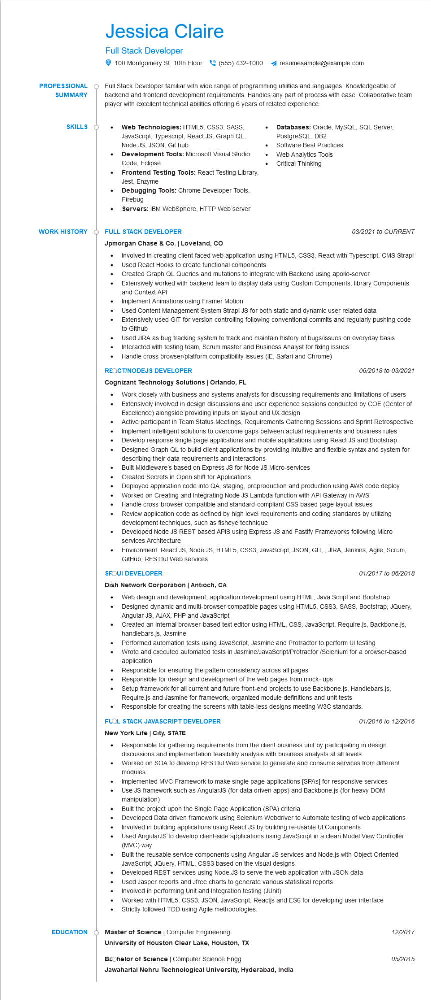 Jessica Claire
Full Stack Developer
100 Montgomery St. 10th Floor (555) 432-1000 resumesample@example.com
PROFESSIONAL SUMMARY
Full Stack Developer familiar with wide range of programming utilities and languages. Knowledgeable of
backend and frontend development requirements. Handles any part of process with ease. Collaborative team
player with excellent technical abilities offering 6 years of related experience.
SKILLS
• Web Technologies: HTML5, CSS3, SASS,
JavaScript, Typescript, React.JS, Graph QL,
Node.JS, JSON, Git hub
• Development Tools: Microsoft Visual Studio
Code, Eclipse
• Frontend Testing Tools: React Testing Library,
Jest, Enzyme
• Debugging Tools: Chrome Developer Tools,
Firebug
• Servers: IBM WebSphere, HTTP Web server
• Databases: Oracle, MySQL, SQL Server,
PostgreSQL, DB2
• Software Best Practices
• Web Analytics Tools
• Critical Thinking
WORK HISTORY
FULL STACK DEVELOPER 03/2021 to CURRENT
Jpmorgan Chase & Co. | Loveland, CO
• Involved in creating client faced web application using HTML5, CSS3, React with Typescript, CMS Strapi
• Used React Hooks to create functional components
• Created Graph QL Queries and mutations to integrate with Backend using apollo-server
• Extensively worked with backend team to display data using Custom Components, library Components
and Context API
• Implement Animations using Framer Motion
• Used Content Management System Strapi JS for both static and dynamic user related data
• Extensively used GIT for version controlling following conventional commits and regularly pushing code
to Github
• Used JIRA as bug tracking system to track and maintain history of bugs/issues on everyday basis
• Interacted with testing team, Scrum master and Business Analyst for fixing issues
• Handle cross browser/platform compatibility issues (IE, Safari and Chrome)
REACT/NODEJS DEVELOPER 06/2018 to 03/2021
Cognizant Technology Solutions | Orlando, FL
• Work closely with business and systems analysts for discussing requirements and limitations of users
• Extensively involved in design discussions and user experience sessions conducted by COE (Center of
Excellence) alongside providing inputs on layout and UX design
• Active participant in Team Status Meetings, Requirements Gathering Sessions and Sprint Retrospective
• Implement intelligent solutions to overcome gaps between actual requirements and business rules
• Develop response single page applications and mobile applications using React JS and Bootstrap
• Designed Graph QL to build client applications by providing intuitive and flexible syntax and system for
describing their data requirements and interactions
• Built Middleware's based on Express JS for Node JS Micro-services
• Created Secrets in Open shift for Applications
• Deployed application code into QA, staging, preproduction and production using AWS code deploy
• Worked on Creating and Integrating Node JS Lambda function with API Gateway in AWS
• Handle cross-browser compatible and standard-compliant CSS based page layout issues
• Review application code as defined by high level requirements and coding standards by utilizing
development techniques, such as fisheye technique
• Developed Node JS REST based APIS using Express JS and Fastify Frameworks following Micro
services Architecture
• Environment: React JS, Node JS, HTML5, CSS3, JavaScript, JSON, GIT, , JIRA, Jenkins, Agile, Scrum,
GitHub, RESTful Web services
UI DEVELOPER 01/2017 to 06/2018
Dish Network Corporation | Antioch, CA
• Web design and development, application development using HTML, Java Script and Bootstrap
• Designed dynamic and multi-browser compatible pages using HTML5, CSS3, SASS, Bootstrap, JQuery,
Angular JS, AJAX, PHP and JavaScript
• Created an internal browser-based text editor using HTML, CSS, JavaScript, Require.js, Backbone.js,
handlebars.js, Jasmine
• Performed automation tests using JavaScript, Jasmine and Protractor to perform UI testing
• Wrote and executed automated tests in Jasmine/JavaScript/Protractor /Selenium for a browser-based
application
• Responsible for ensuring the pattern consistency across all pages
• Responsible for design and development of the web pages from mock- ups
• Setup framework for all current and future front-end projects to use Backbone.js, Handlebars.js,
Require.js and Jasmine for framework, organized module definitions and unit tests
• Responsible for creating the screens with table-less designs meeting W3C standards.
FULL STACK JAVASCRIPT DEVELOPER 01/2016 to 12/2016
New York Life | City, STATE
• Responsible for gathering requirements from the client business unit by participating in design
discussions and implementation feasibility analysis with business analysts at all levels
• Worked on SOA to develop RESTful Web service to generate and consume services from different
modules
• Implemented MVC Framework to make single page applications [SPAs] for responsive services
• Use JS framework such as AngularJS (for data driven apps) and Backbone.js (for heavy DOM
manipulation)
• Built the project upon the Single Page Application (SPA) criteria
• Developed Data driven framework using Selenium Webdriver to Automate testing of web applications
• Involved in building applications using React JS by building re-usable UI Components
• Used AngularJS to develop client-side applications using JavaScript in a clean Model View Controller
(MVC) way
• Built the reusable service components using Angular JS services and Node.js with Object Oriented
JavaScript, JQuery, HTML, CSS3 based on the visual designs
• Developed REST services using Node.JS to serve the web application with JSON data
• Used Jasper reports and Jfree charts to generate various statistical reports
• Involved in performing Unit and Integration testing (JUnit)
• Worked with HTML5, CSS3, JSON, JavaScript, Reactjs and ES6 for developing user interface
• Strictly followed TDD using Agile methodologies.
EDUCATION
Master of Science | Computer Engineering 12/2017
University of Houston Clear Lake, Houston, TX
Bachelor of Science | Computer Science Engg 05/2015
Jawaharlal Nehru Technological University, Hyderabad, India